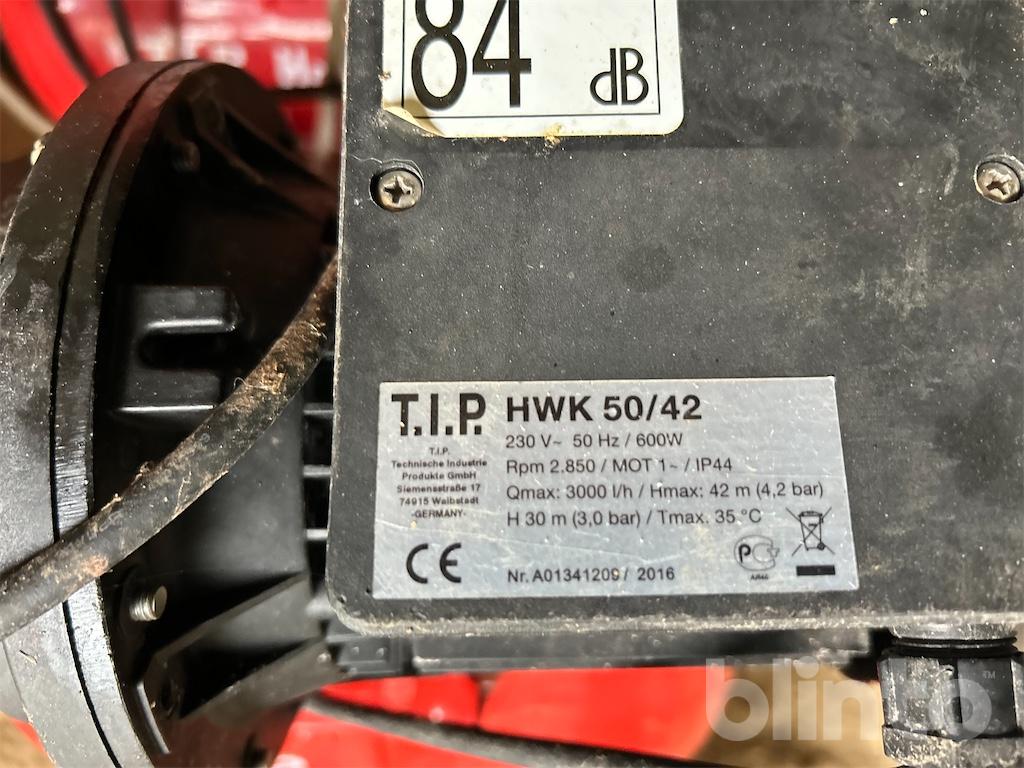 84 dB
T.I.P. HWK 50/42
230 V~ 50 Hz / 600W
Rpm 2.850 / MOT 1~ / IP44
Qmax: 3000 l/h / Hmax: 42 m (4,2 bar)
H 30 m (3,0 bar) / Tmax. 35 °C
T.I.P.
Technische Industrie
Produkte GmbH
Siemensstraße 17
74915 Waibstadt
-GERMANY-
CE
Nr. A01341209 / 2016
blinto™